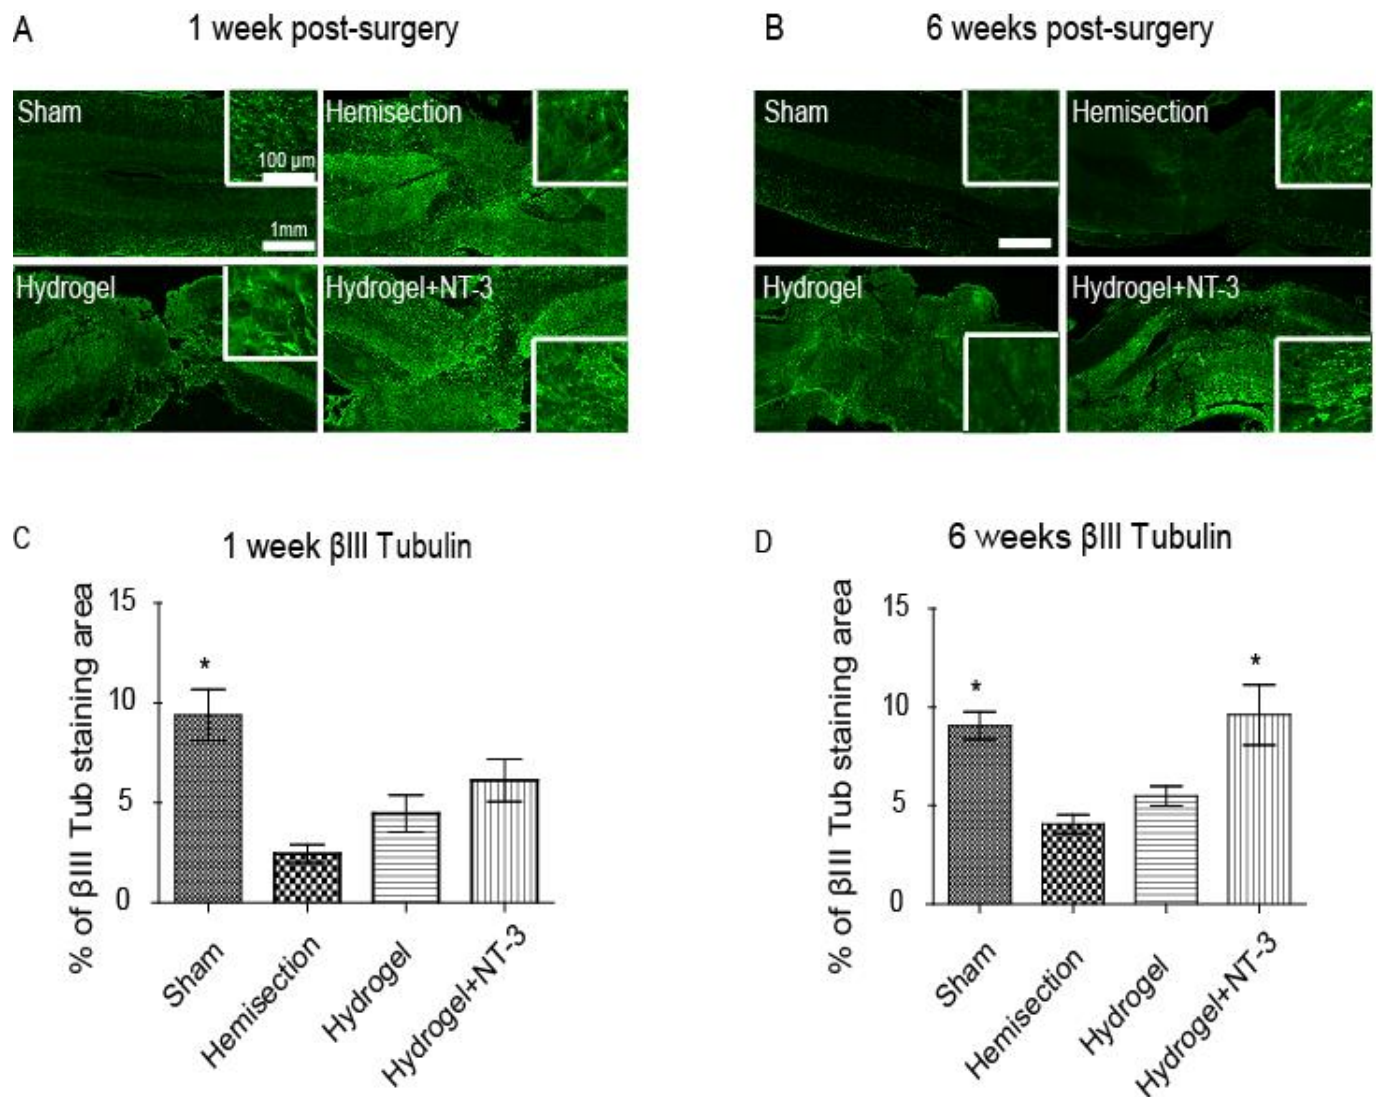 A
1 week post-surgery
B
6 weeks post-surgery
Sham
100 μm
1mm
Hemisection
Hydrogel
Hydrogel+NT-3
Sham
Hemisection
Hydrogel
Hydrogel+NT-3
C
1 week βIII Tubulin
% of βIII Tub staining area
15
10
5
0
*
Sham
Hemisection
Hydrogel
Hydrogel+NT-3
D
6 weeks βIII Tubulin
% of βIII Tub staining area
15
10
5
0
*
*
Sham
Hemisection
Hydrogel
Hydrogel+NT-3